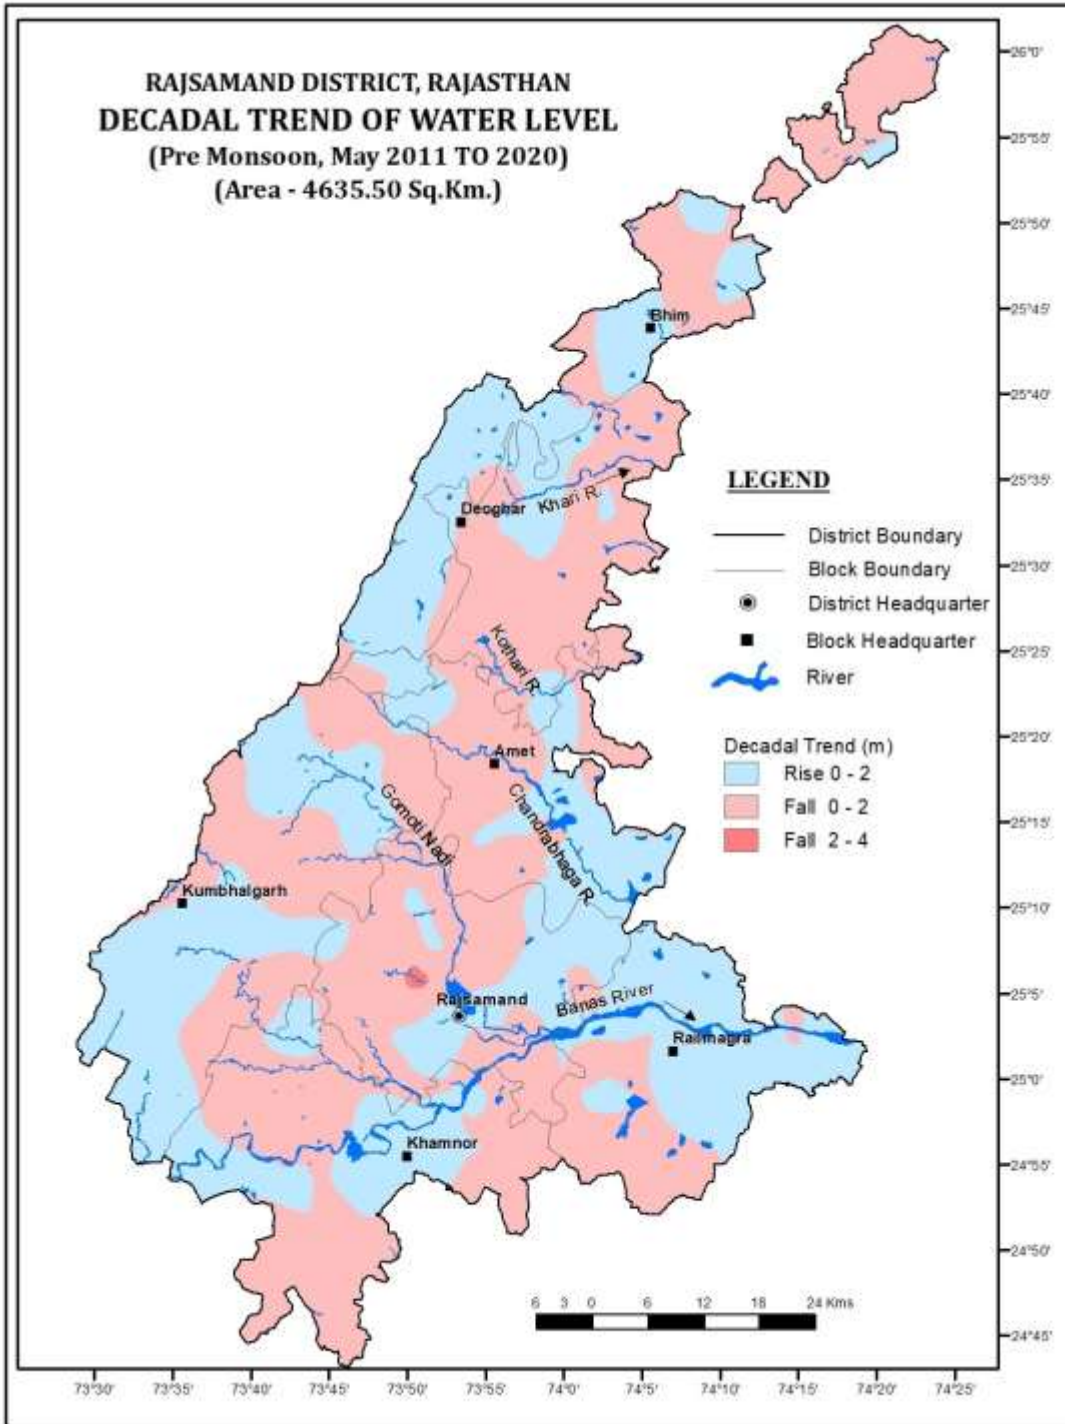 RAJSAMAND DISTRICT, RAJASTHAN
DECADAL TREND OF WATER LEVEL
(Pre Monsoon, May 2011 TO 2020)
(Area - 4635.50 Sq.Km.)
26°0'
25°55'
25°50'
25°45'
25°40'
25°35'
25°30'
25°25'
25°20'
25°15'
25°10'
25°5'
25°0'
24°55'
24°50'
24°45'
Bhim
Khari R.
Deoghar
Kothari R.
Amet
Gomoti Nadi
Chandrabhaga R.
Kumbhalgarh
Rajsamand
Banas River
Railmagra
Khamnor
LEGEND
District Boundary
Block Boundary
District Headquarter
Block Headquarter
River
Decadal Trend (m)
Rise 0 - 2
Fall 0 - 2
Fall 2 - 4
6 3 0 6 12 18 24 Kms
73°30' 73°35' 73°40' 73°45' 73°50' 73°55' 74°0' 74°5' 74°10' 74°15' 74°20' 74°25'